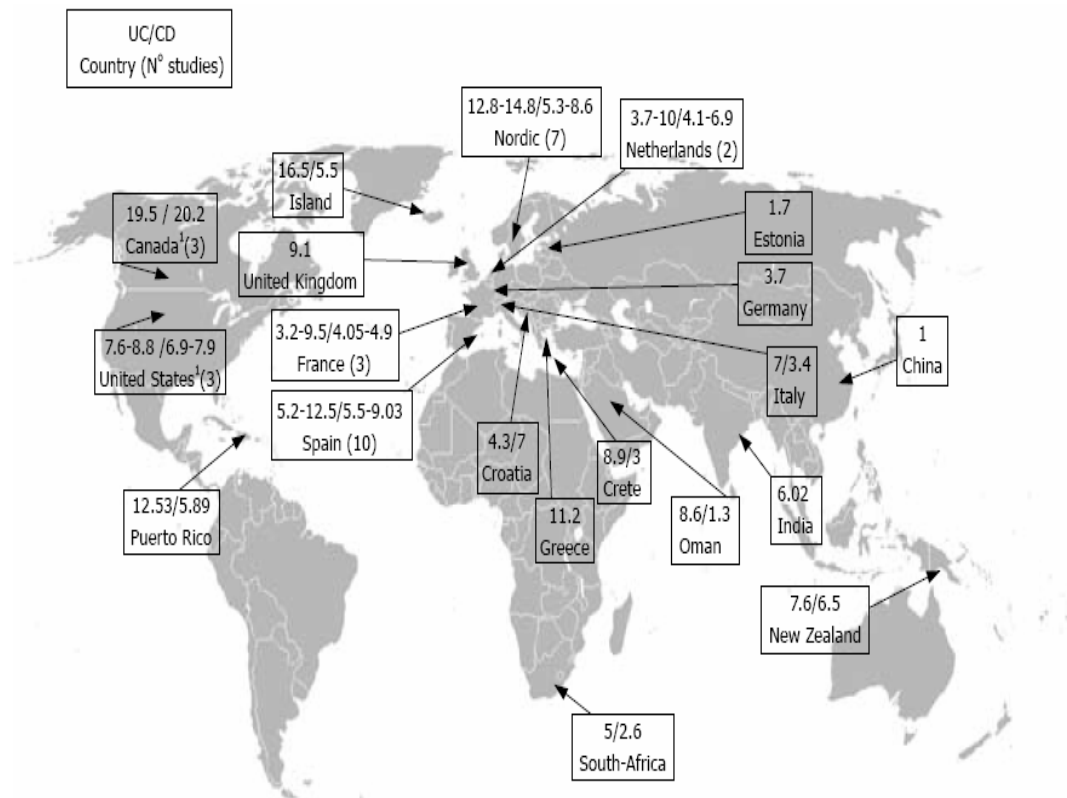 UC/CD
Country (N° studies)
12.8-14.8/5.3-8.6
Nordic (7)
3.7-10/4.1-6.9
Netherlands (2)
16.5/5.5
Island
19.5 / 20.2
Canada¹(3)
9.1
United Kingdom
1.7
Estonia
3.7
Germany
7.6-8.8 /6.9-7.9
United States¹(3)
3.2-9.5/4.05-4.9
France (3)
1
China
7/3.4
Italy
5.2-12.5/5.5-9.03
Spain (10)
4.3/7
Croatia
8.9/3
Crete
12.53/5.89
Puerto Rico
11.2
Greece
8.6/1.3
Oman
6.02
India
7.6/6.5
New Zealand
5/2.6
South-Africa